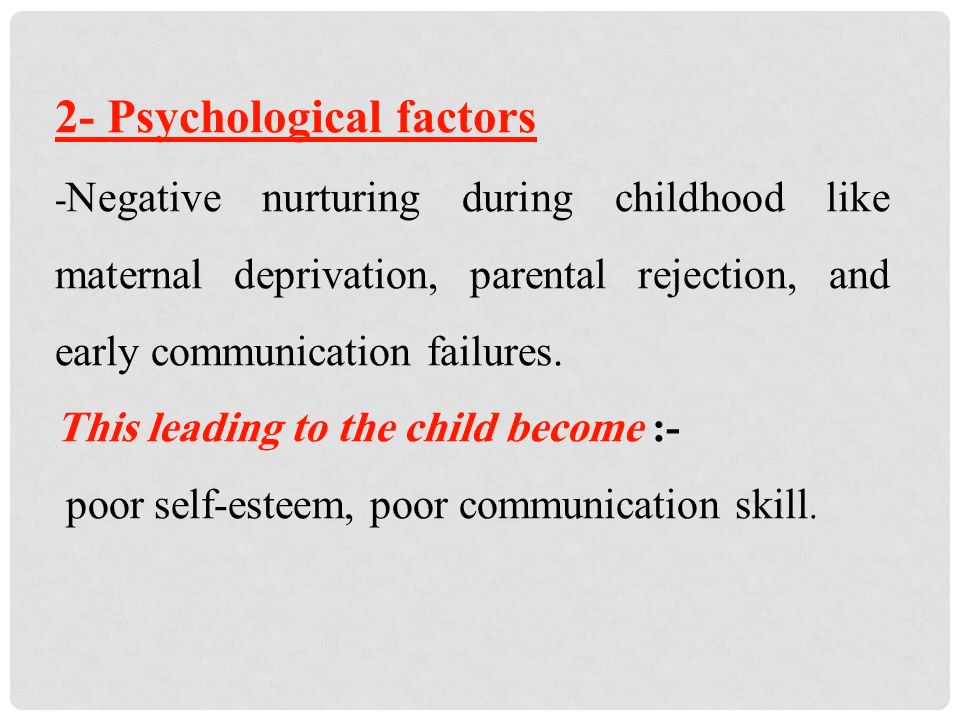 2- Psychological factors
-Negative nurturing during childhood like
maternal deprivation, parental rejection, and
early communication failures.
This leading to the child become :-
poor self-esteem, poor communication skill.